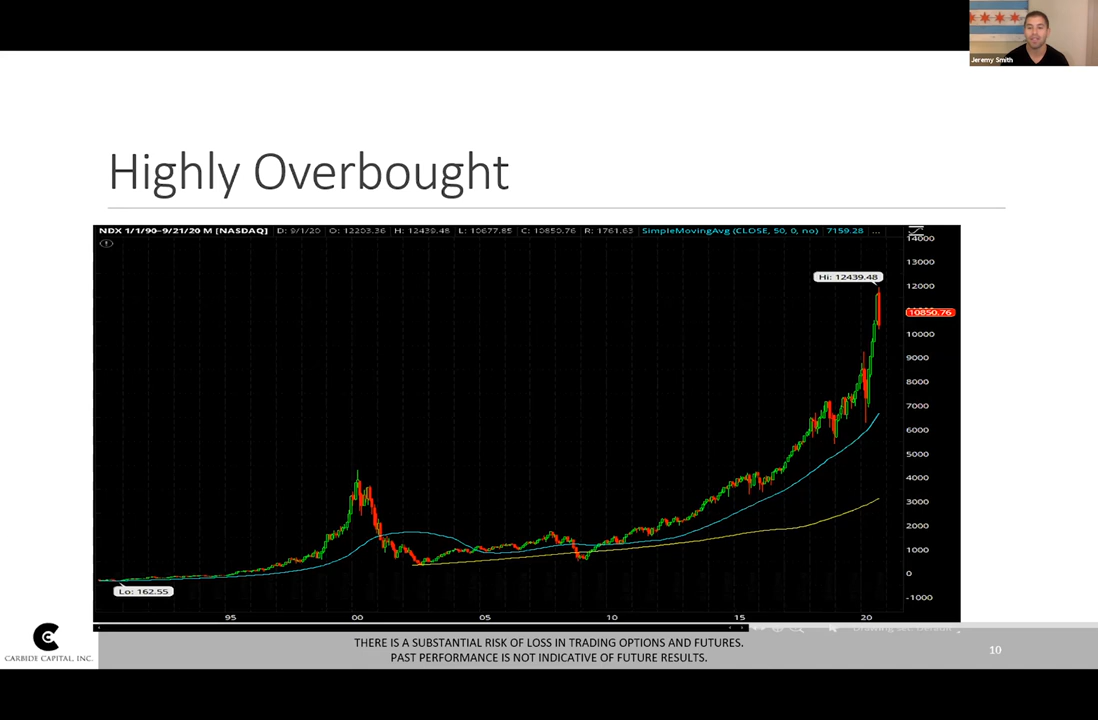 Jeremy Smith
Highly Overbought
NDX 1/1/90–9/21/20 M [NASDAQ] D: 9/1/20 O: 12203.36 H: 12439.48 L: 10677.85 C: 10850.76 R: 1761.63 SimpleMovingAvg (CLOSE, 50, 0, no) 7159.28 ...
14000
13000
Hi: 12439.48
12000
10850.76
10000
9000
8000
7000
6000
5000
4000
3000
2000
1000
0
Lo: 162.55
-1000
95 00 05 10 15 20
CARBIDE CAPITAL, INC.
THERE IS A SUBSTANTIAL RISK OF LOSS IN TRADING OPTIONS AND FUTURES.
PAST PERFORMANCE IS NOT INDICATIVE OF FUTURE RESULTS.
10